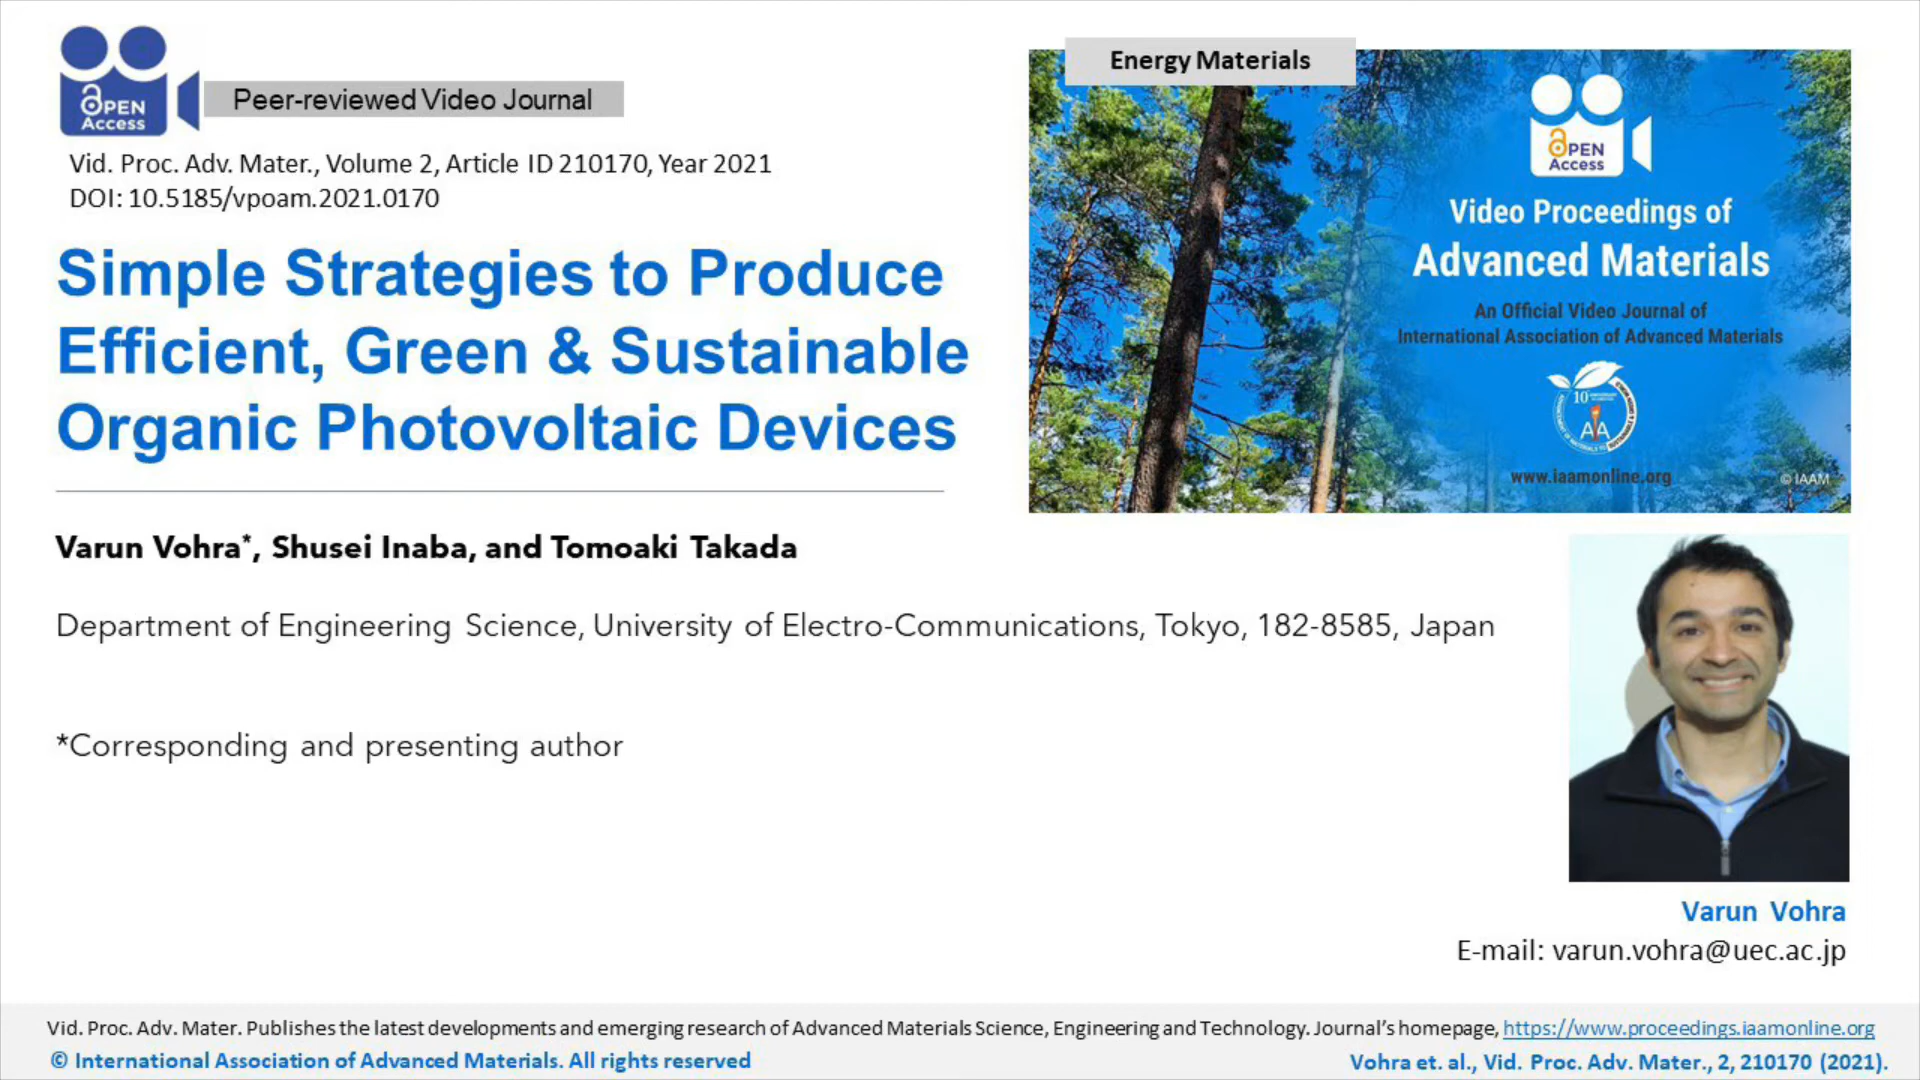 OPEN
Access
Peer-reviewed Video Journal
Vid. Proc. Adv. Mater., Volume 2, Article ID 210170, Year 2021
DOI: 10.5185/vpoam.2021.0170
Simple Strategies to Produce
Efficient, Green & Sustainable
Organic Photovoltaic Devices
Energy Materials
OPEN
Access
Video Proceedings of
Advanced Materials
An Official Video Journal of
International Association of Advanced Materials
10
www.iaamonline.org
© IAAM
Varun Vohra*, Shusei Inaba, and Tomoaki Takada
Department of Engineering Science, University of Electro-Communications, Tokyo, 182-8585, Japan
*Corresponding and presenting author
Varun Vohra
E-mail: varun.vohra@uec.ac.jp
Vid. Proc. Adv. Mater. Publishes the latest developments and emerging research of Advanced Materials Science, Engineering and Technology. Journal's homepage, https://www.proceedings.iaamonline.org
© International Association of Advanced Materials. All rights reserved
Vohra et. al., Vid. Proc. Adv. Mater., 2, 210170 (2021).